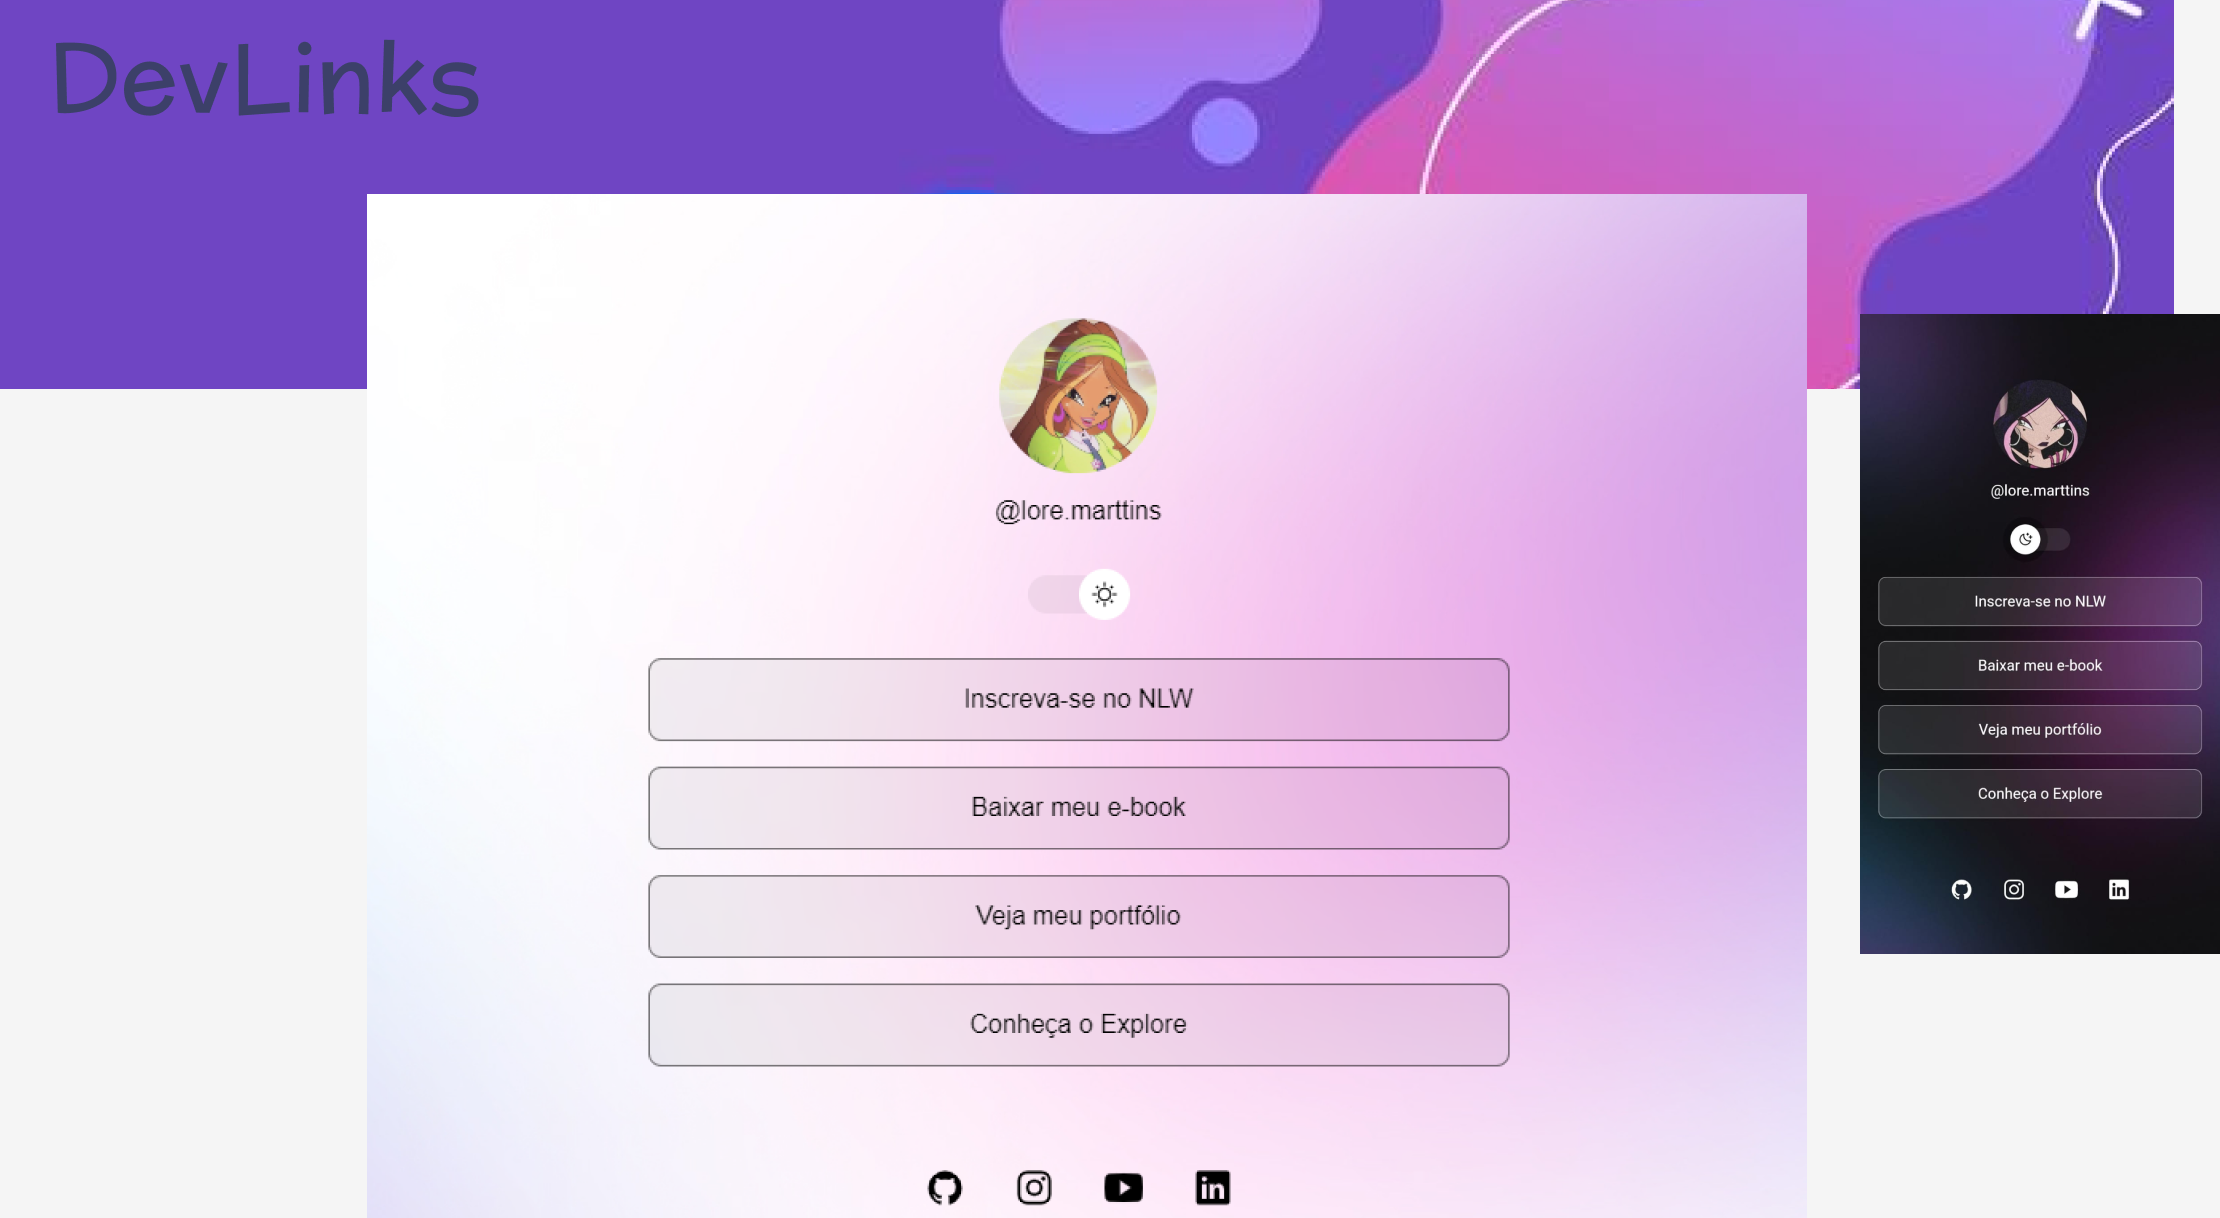 DevLinks
@lore.marttins
Inscreva-se no NLW
Baixar meu e-book
Veja meu portfólio
Conheça o Explore
@lore.marttins
Inscreva-se no NLW
Baixar meu e-book
Veja meu portfólio
Conheça o Explore